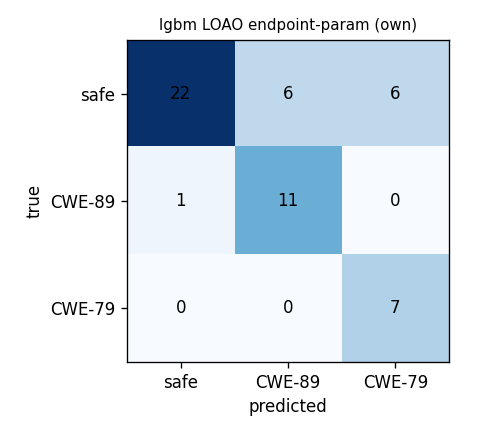 lgbm LOAO endpoint-param (own)
safe 22 6 6
CWE-89 1 11 0
CWE-79 0 0 7
safe CWE-89 CWE-79
predicted
true